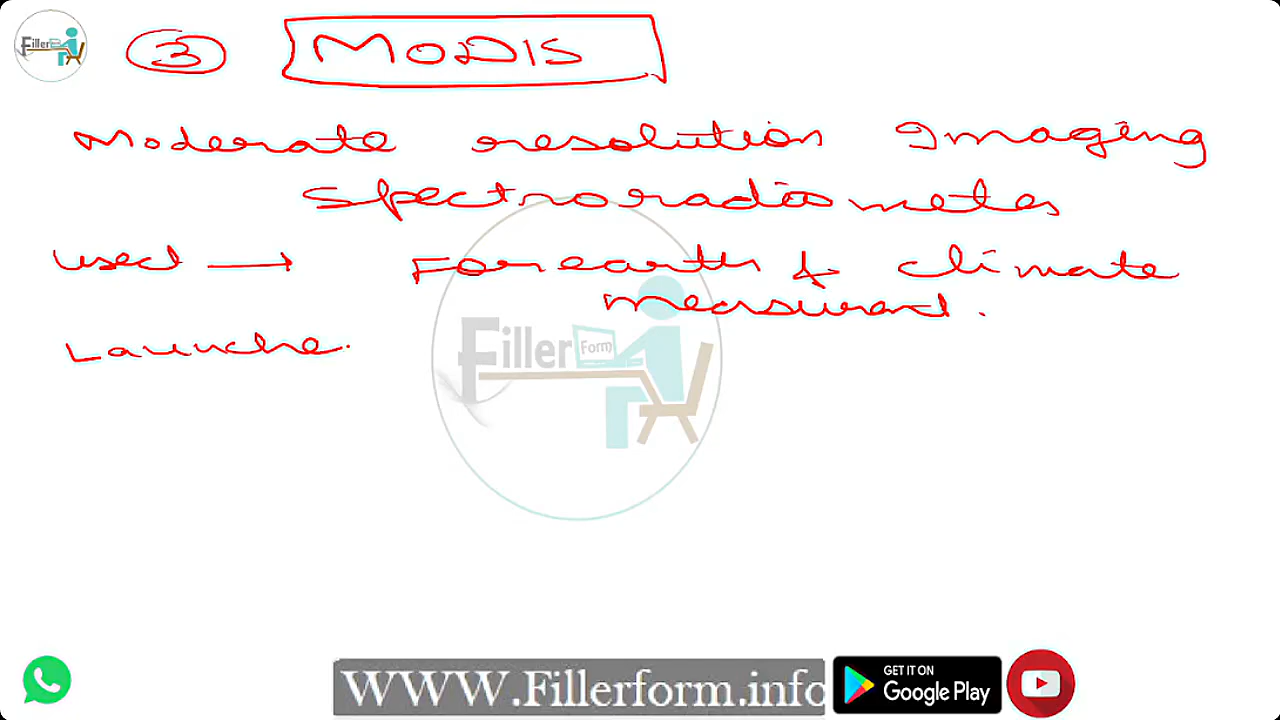 Filler
3 MODIS
Moderate resolution Imaging
Spectroradiometer
used → For earth & climate
measurement.
Launche
Filler Form
WWW.Fillerform.info
GET IT ON
Google Play